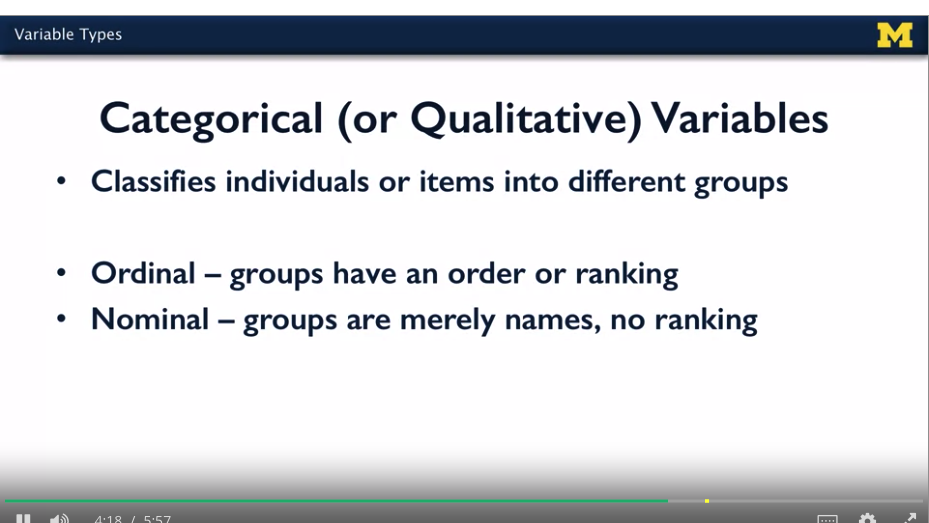 Variable Types
M
Categorical (or Qualitative) Variables
• Classifies individuals or items into different groups
• Ordinal – groups have an order or ranking
• Nominal – groups are merely names, no ranking
4:18 / 5:57